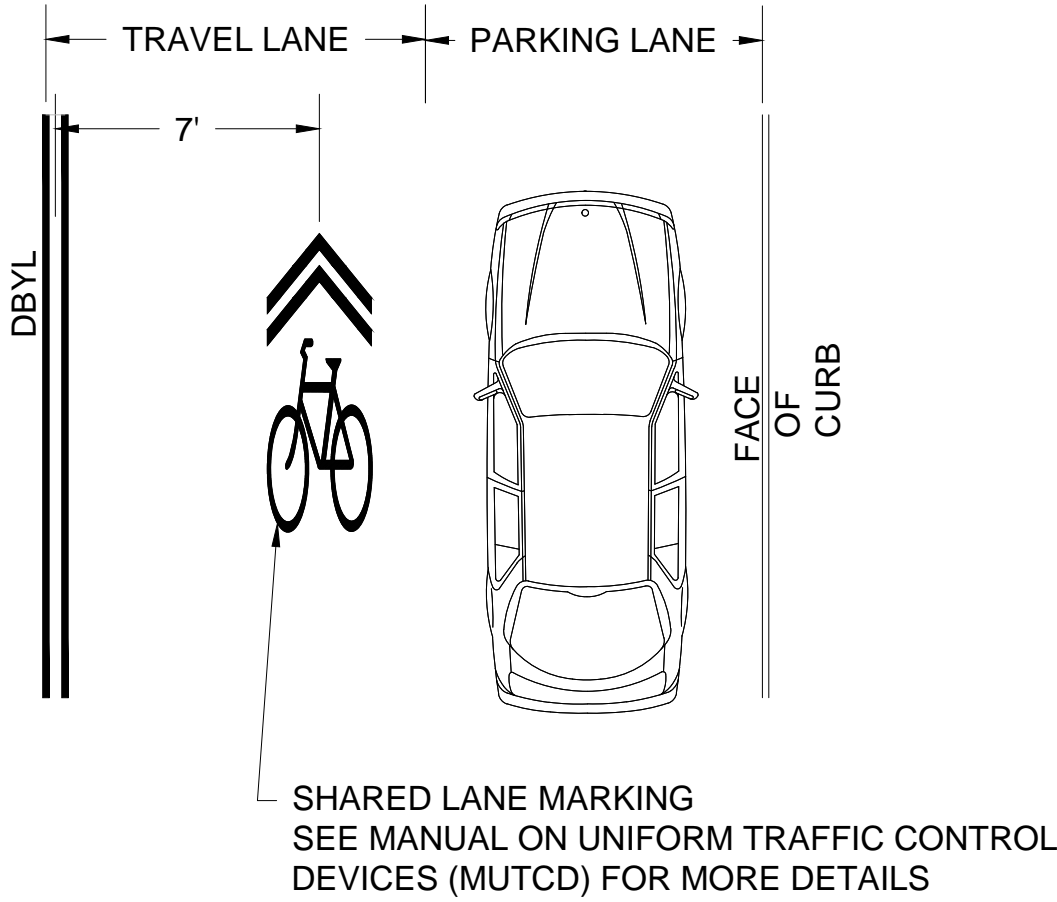 TRAVEL LANE
PARKING LANE
7'
DBYL
FACE
OF
CURB
SHARED LANE MARKING
SEE MANUAL ON UNIFORM TRAFFIC CONTROL
DEVICES (MUTCD) FOR MORE DETAILS